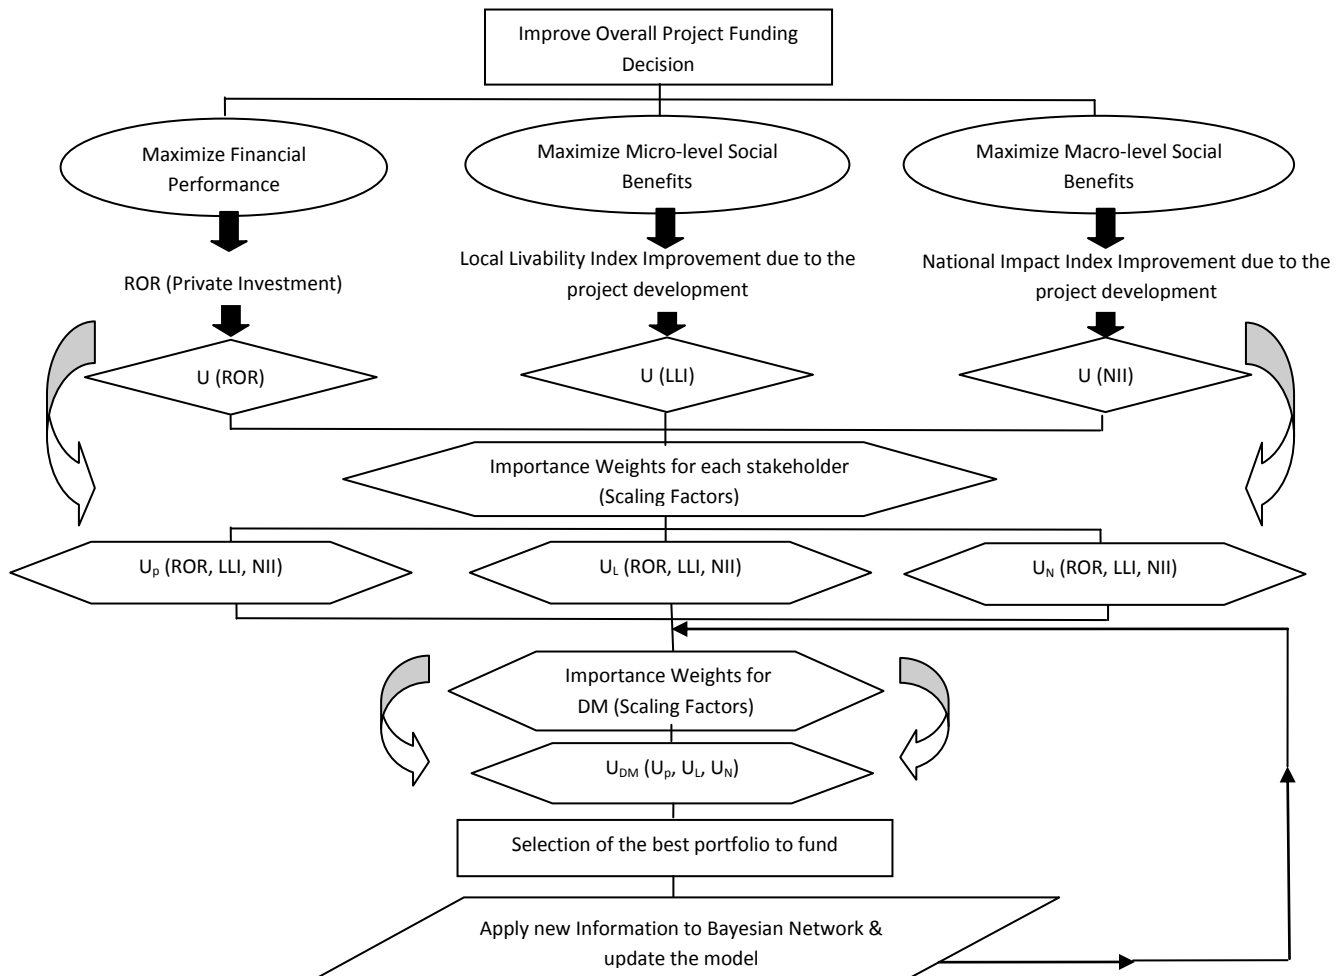 Improve Overall Project Funding
Decision
Maximize Financial
Performance
Maximize Micro-level Social
Benefits
Maximize Macro-level Social
Benefits
ROR (Private Investment)
Local Livability Index Improvement due to the
project development
National Impact Index Improvement due to the
project development
U (ROR)
U (LLI)
U (NII)
Importance Weights for each stakeholder
(Scaling Factors)
Up (ROR, LLI, NII)
UL (ROR, LLI, NII)
UN (ROR, LLI, NII)
Importance Weights for
DM (Scaling Factors)
UDM (Up, UL, UN)
Selection of the best portfolio to fund
Apply new Information to Bayesian Network &
update the model